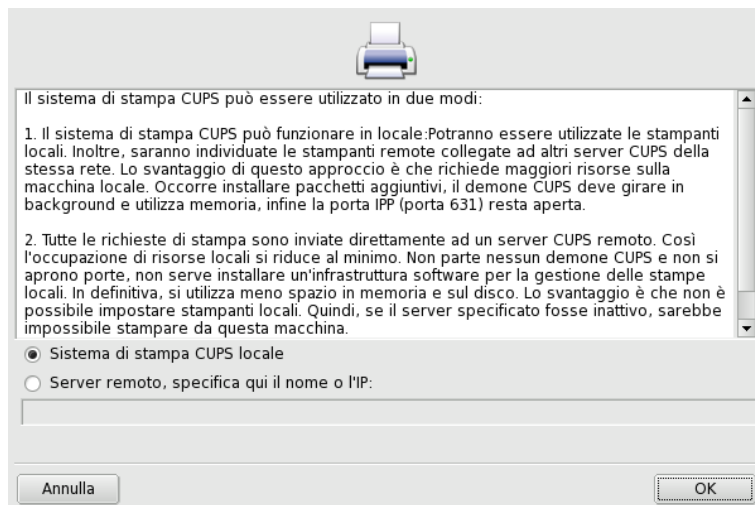 Il sistema di stampa CUPS può essere utilizzato in due modi:
1. Il sistema di stampa CUPS può funzionare in locale:Potranno essere utilizzate le stampanti
locali. Inoltre, saranno individuate le stampanti remote collegate ad altri server CUPS della
stessa rete. Lo svantaggio di questo approccio è che richiede maggiori risorse sulla
macchina locale. Occorre installare pacchetti aggiuntivi, il demone CUPS deve girare in
background e utilizza memoria, infine la porta IPP (porta 631) resta aperta.
2. Tutte le richieste di stampa sono inviate direttamente ad un server CUPS remoto. Così
l'occupazione di risorse locali si riduce al minimo. Non parte nessun demone CUPS e non si
aprono porte, non serve installare un'infrastruttura software per la gestione delle stampe
locali. In definitiva, si utilizza meno spazio in memoria e sul disco. Lo svantaggio è che non è
possibile impostare stampanti locali. Quindi, se il server specificato fosse inattivo, sarebbe
impossibile stampare da questa macchina.
Sistema di stampa CUPS locale
Server remoto, specifica qui il nome o l'IP:
Annulla
OK